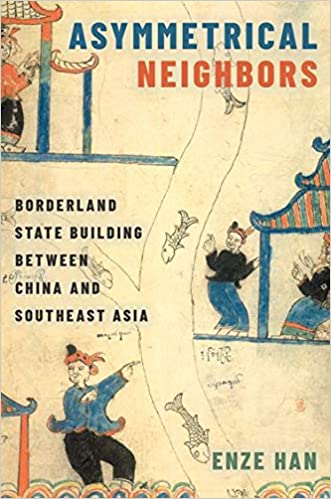 ASYMMETRICAL
NEIGHBORS
BORDERLAND
STATE BUILDING
BETWEEN
CHINA AND
SOUTHEAST ASIA
ENZE HAN